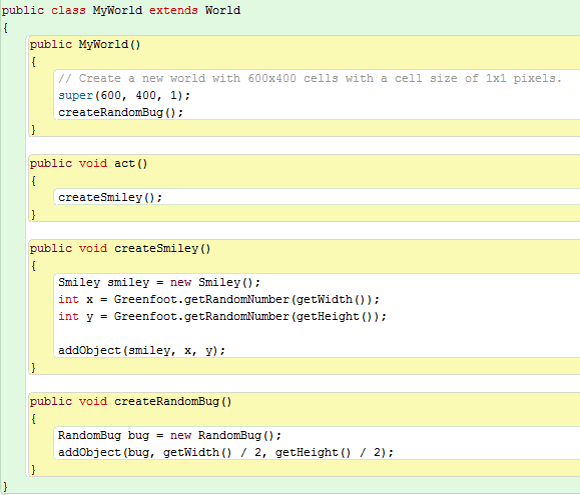 public class MyWorld extends World
{
public MyWorld()
{
// Create a new world with 600x400 cells with a cell size of 1x1 pixels.
super(600, 400, 1);
createRandomBug();
}
public void act()
{
createSmiley();
}
public void createSmiley()
{
Smiley smiley = new Smiley();
int x = Greenfoot.getRandomNumber(getWidth());
int y = Greenfoot.getRandomNumber(getHeight());
addObject(smiley, x, y);
}
public void createRandomBug()
{
RandomBug bug = new RandomBug();
addObject(bug, getWidth() / 2, getHeight() / 2);
}
}